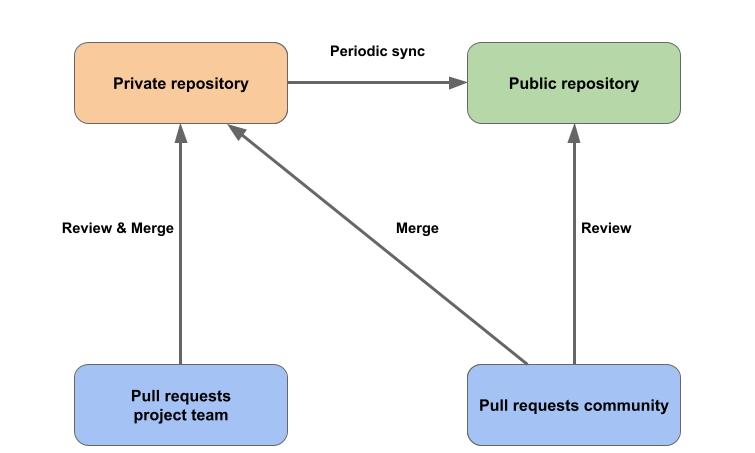 Periodic sync
Private repository
Public repository
Review & Merge
Merge
Review
Pull requests
project team
Pull requests community